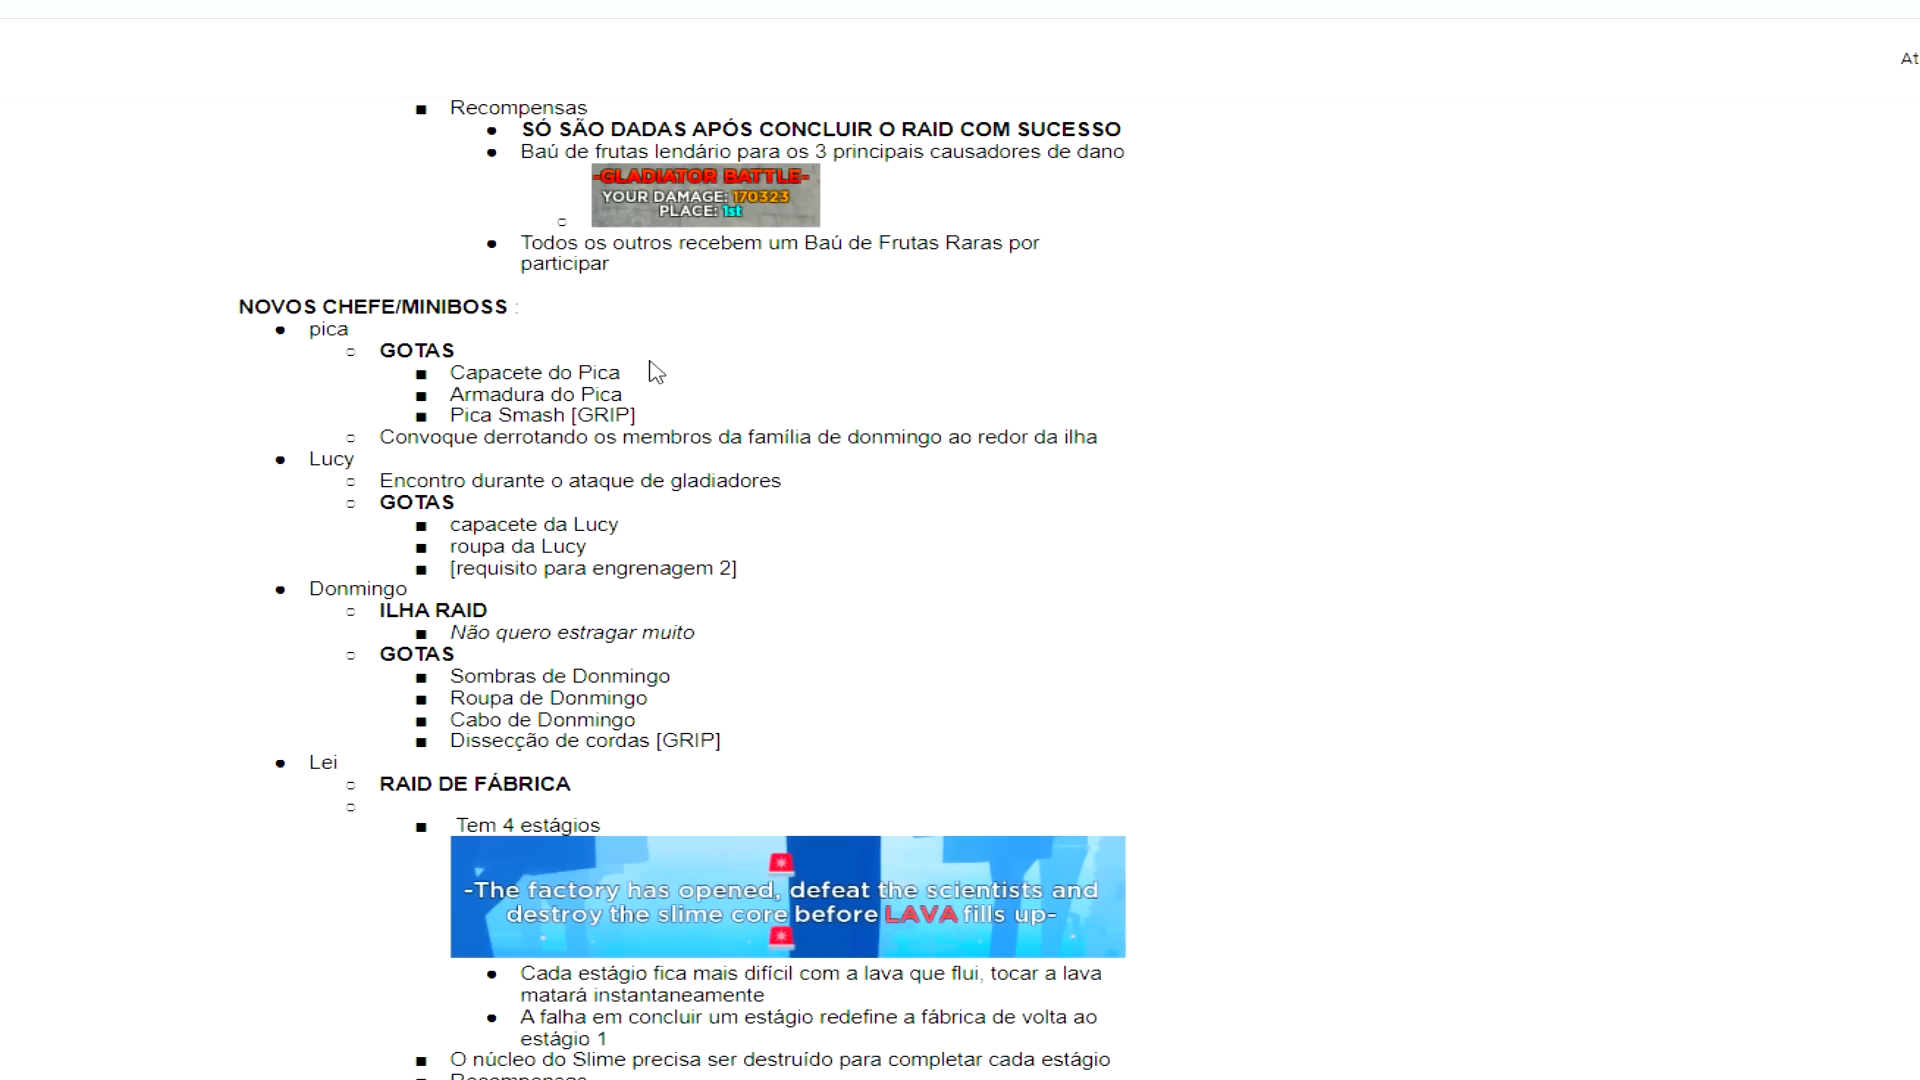 At
Recompensas
SÓ SÃO DADAS APÓS CONCLUIR O RAID COM SUCESSO
Baú de frutas lendário para os 3 principais causadores de dano
-GLADIATOR BATTLE-
YOUR DAMAGE: 170323
PLACE: 1st
Todos os outros recebem um Baú de Frutas Raras por
participar
NOVOS CHEFE/MINIBOSS :
pica
GOTAS
Capacete do Pica
Armadura do Pica
Pica Smash [GRIP]
Convoque derrotando os membros da família de donmingo ao redor da ilha
Lucy
Encontro durante o ataque de gladiadores
GOTAS
capacete da Lucy
roupa da Lucy
[requisito para engrenagem 2]
Donmingo
ILHA RAID
Não quero estragar muito
GOTAS
Sombras de Donmingo
Roupa de Donmingo
Cabo de Donmingo
Dissecção de cordas [GRIP]
Lei
RAID DE FÁBRICA
Tem 4 estágios
-The factory has opened, defeat the scientists and
destroy the slime core before LAVA fills up-
Cada estágio fica mais difícil com a lava que flui, tocar a lava
matará instantaneamente
A falha em concluir um estágio redefine a fábrica de volta ao
estágio 1
O núcleo do Slime precisa ser destruído para completar cada estágio
Recompensas